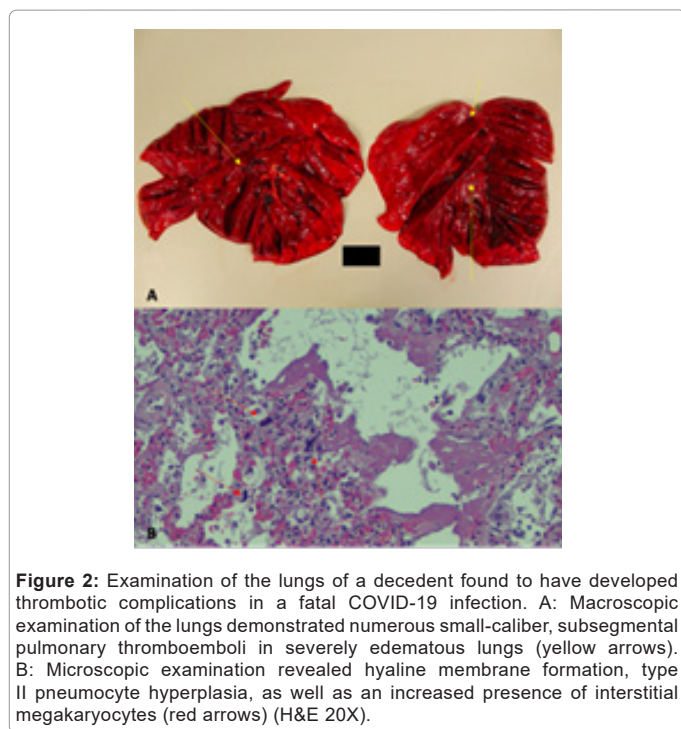 A
B
Figure 2: Examination of the lungs of a decedent found to have developed
thrombotic complications in a fatal COVID-19 infection. A: Macroscopic
examination of the lungs demonstrated numerous small-caliber, subsegmental
pulmonary thromboemboli in severely edematous lungs (yellow arrows).
B: Microscopic examination revealed hyaline membrane formation, type
II pneumocyte hyperplasia, as well as an increased presence of interstitial
megakaryocytes (red arrows) (H&E 20X).